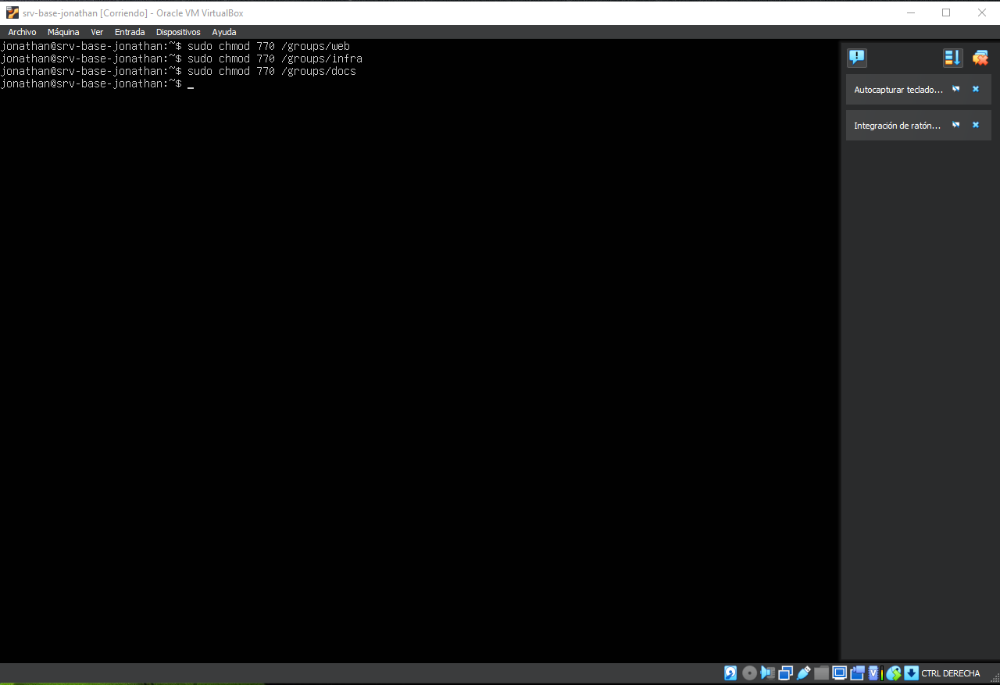 srv-base-jonathan [Corriendo] - Oracle VM VirtualBox
Archivo Máquina Ver Entrada Dispositivos Ayuda
jonathan@srv-base-jonathan:~$ sudo chmod 770 /groups/web
jonathan@srv-base-jonathan:~$ sudo chmod 770 /groups/infra
jonathan@srv-base-jonathan:~$ sudo chmod 770 /groups/docs
jonathan@srv-base-jonathan:~$ _
Autocapturar teclado...
Integración de ratón...
CTRL DERECHA